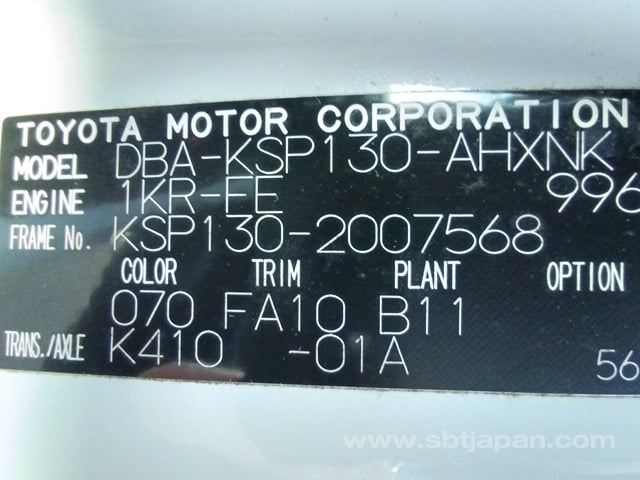 TOYOTA MOTOR CORPORATION
MODEL DBA-KSP130-AHXNK
ENGINE 1KR-FE 996
FRAME No. KSP130-2007568
COLOR TRIM PLANT OPTION
070 FA10 B11
TRANS./AXLE K410 -01A 56
www.sbtjapan.com